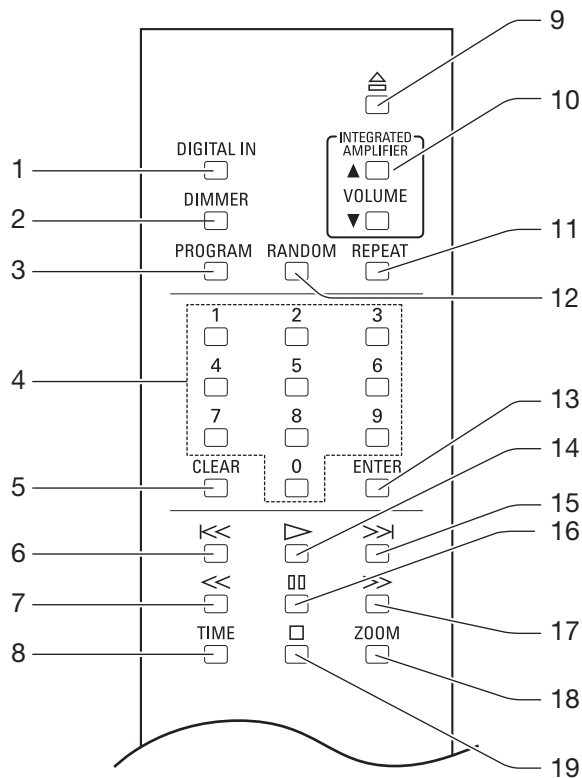 9
10
INTEGRATED
AMPLIFIER
DIGITAL IN
▲
1
VOLUME
DIMMER
▼
2
11
PROGRAM RANDOM REPEAT
3
12
1 2 3
4 5 6
4
7 8 9
13
CLEAR 0 ENTER
14
5
15
16
6
7
17
TIME ZOOM
8
18
19